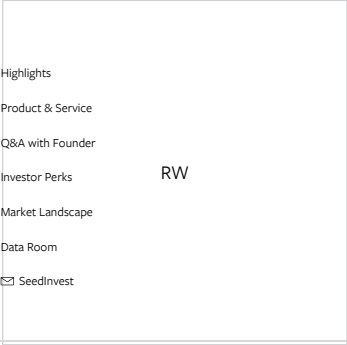 Highlights
Product & Service
Q&A with Founder
Investor Perks
RW
Market Landscape
Data Room
SeedInvest